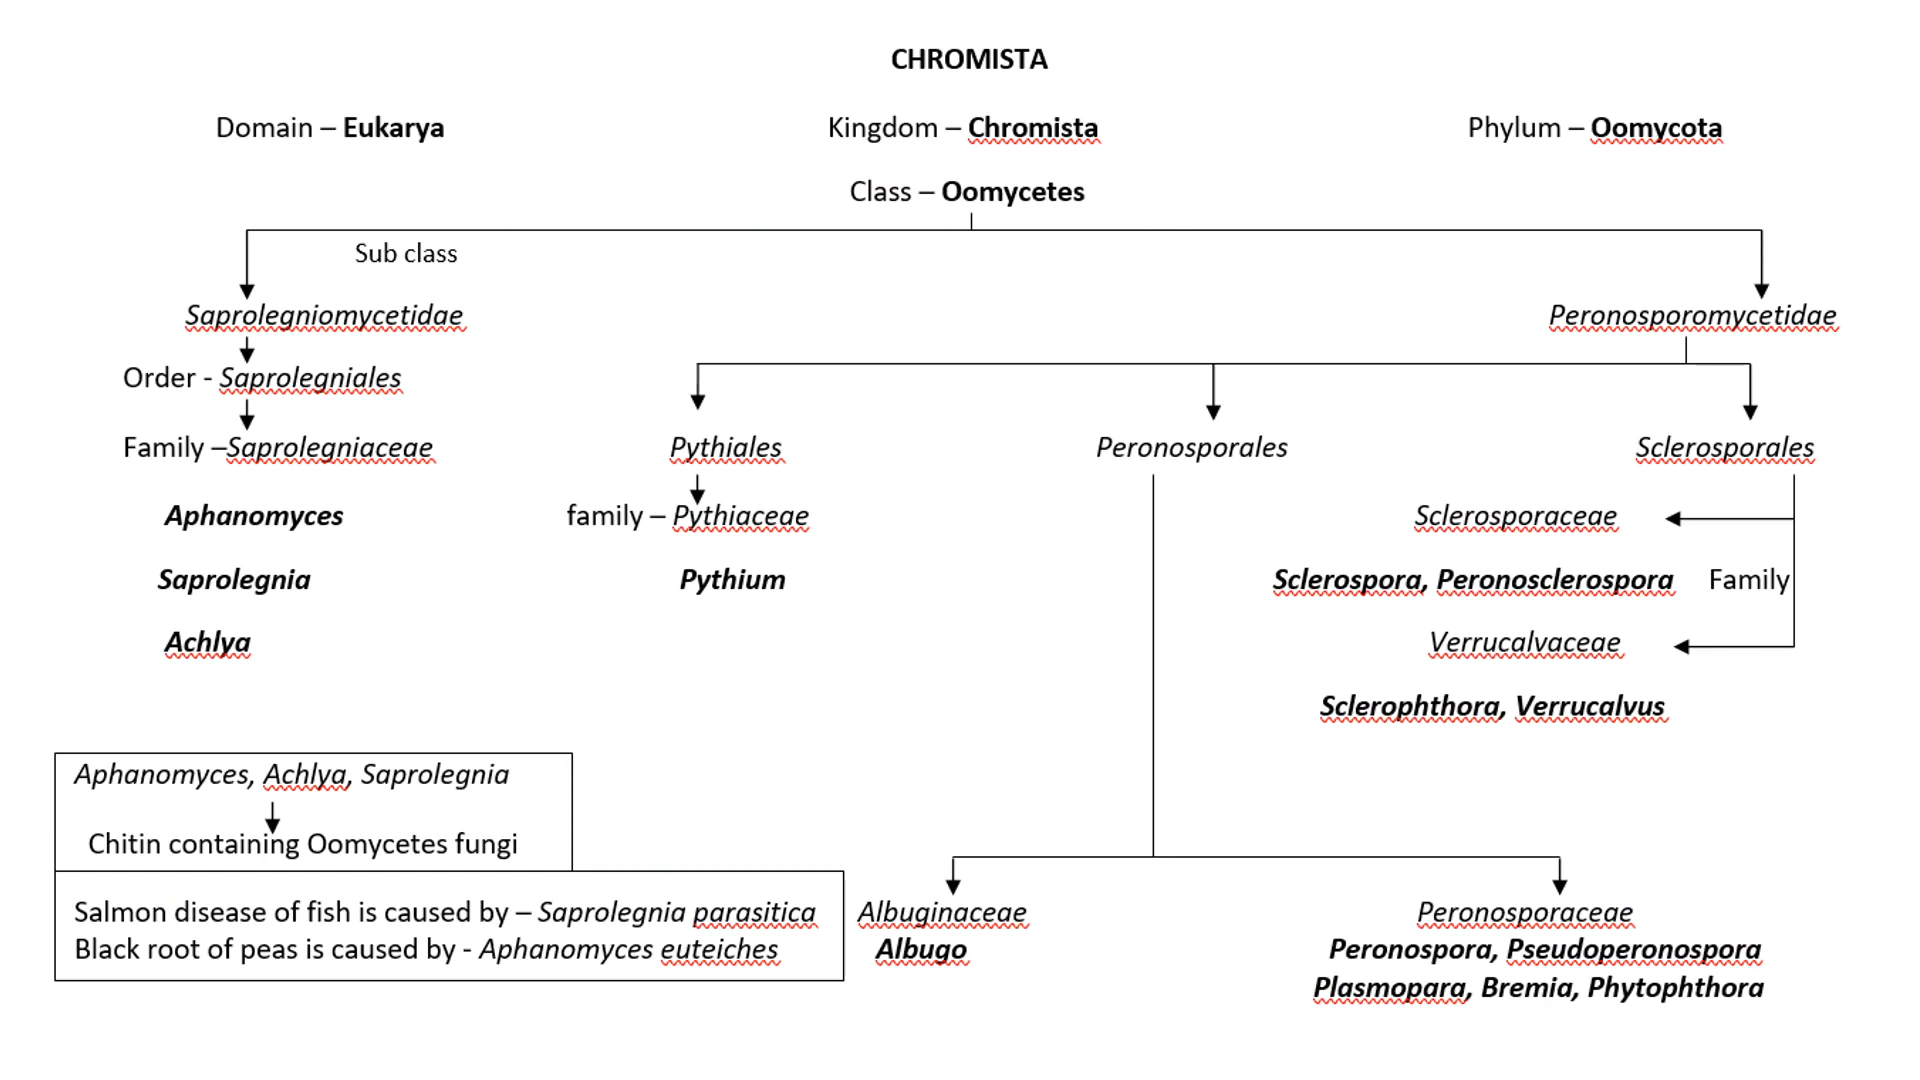 CHROMISTA
Domain – Eukarya
Kingdom – Chromista
Phylum – Oomycota
Class – Oomycetes
Sub class
Saprolegniomycetidae
Peronosporomycetidae
Order - Saprolegniales
Family –Saprolegniaceae
Pythiales
Peronosporales
Sclerosporales
Aphanomyces
family – Pythiaceae
Sclerosporaceae
Saprolegnia
Pythium
Sclerospora, Peronosclerospora
Family
Achlya
Verrucalvaceae
Sclerophthora, Verrucalvus
Aphanomyces, Achlya, Saprolegnia
Chitin containing Oomycetes fungi
Salmon disease of fish is caused by – Saprolegnia parasitica
Black root of peas is caused by - Aphanomyces euteiches
Albuginaceae
Albugo
Peronosporaceae
Peronospora, Pseudoperonospora
Plasmopara, Bremia, Phytophthora